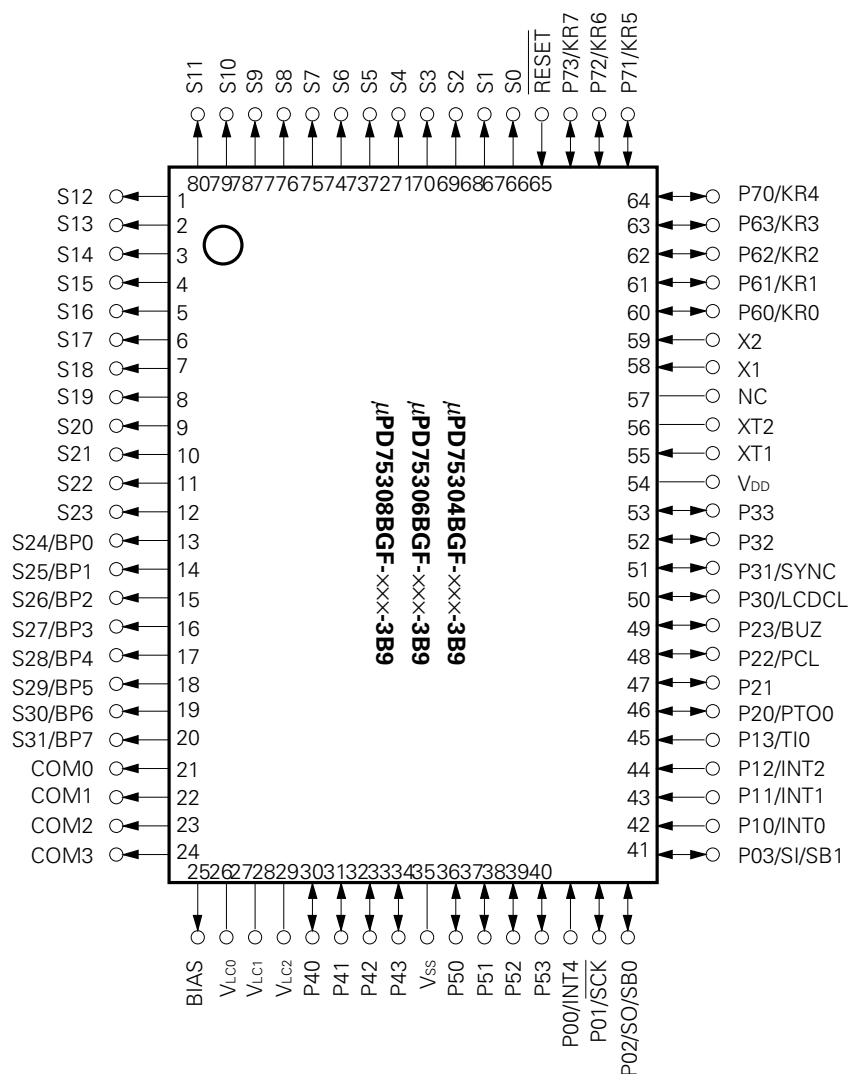 S11 S10 S9 S8 S7 S6 S5 S4 S3 S2 S1 S0 RESET P73/KR7 P72/KR6 P71/KR5
80 79 78 77 76 75 74 73 72 71 70 69 68 67 66 65
S12 1 64 P70/KR4
S13 2 63 P63/KR3
S14 3 62 P62/KR2
S15 4 61 P61/KR1
S16 5 60 P60/KR0
S17 6 59 X2
S18 7 58 X1
S19 8 57 NC
S20 9 56 XT2
S21 10 55 XT1
S22 11 54 VDD
S23 12 53 P33
S24/BP0 13 52 P32
S25/BP1 14 51 P31/SYNC
S26/BP2 15 50 P30/LCDCL
S27/BP3 16 49 P23/BUZ
S28/BP4 17 48 P22/PCL
S29/BP5 18 47 P21
S30/BP6 19 46 P20/PTO0
S31/BP7 20 45 P13/TI0
COM0 21 44 P12/INT2
COM1 22 43 P11/INT1
COM2 23 42 P10/INT0
COM3 24 41 P03/SI/SB1
μPD75304BGF-×××-3B9
μPD75306BGF-×××-3B9
μPD75308BGF-×××-3B9
25 26 27 28 29 30 31 32 33 34 35 36 37 38 39 40
BIAS VLC0 VLC1 VLC2 P40 P41 P42 P43 VSS P50 P51 P52 P53 P00/INT4 P01/SCK P02/SO/SB0